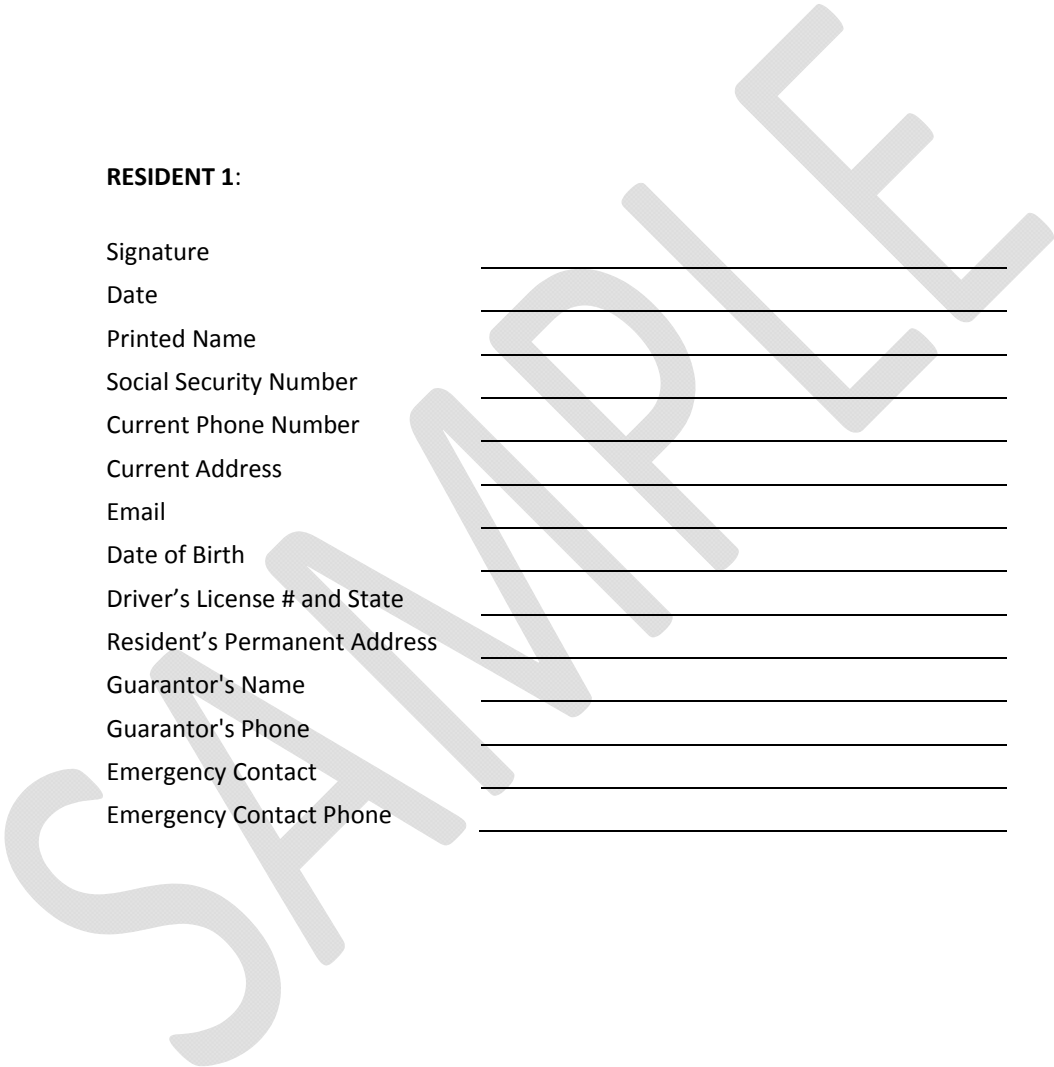 RESIDENT 1:
Signature
Date
Printed Name
Social Security Number
Current Phone Number
Current Address
Email
Date of Birth
Driver’s License # and State
Resident’s Permanent Address
Guarantor's Name
Guarantor's Phone
Emergency Contact
Emergency Contact Phone
SAMPLE